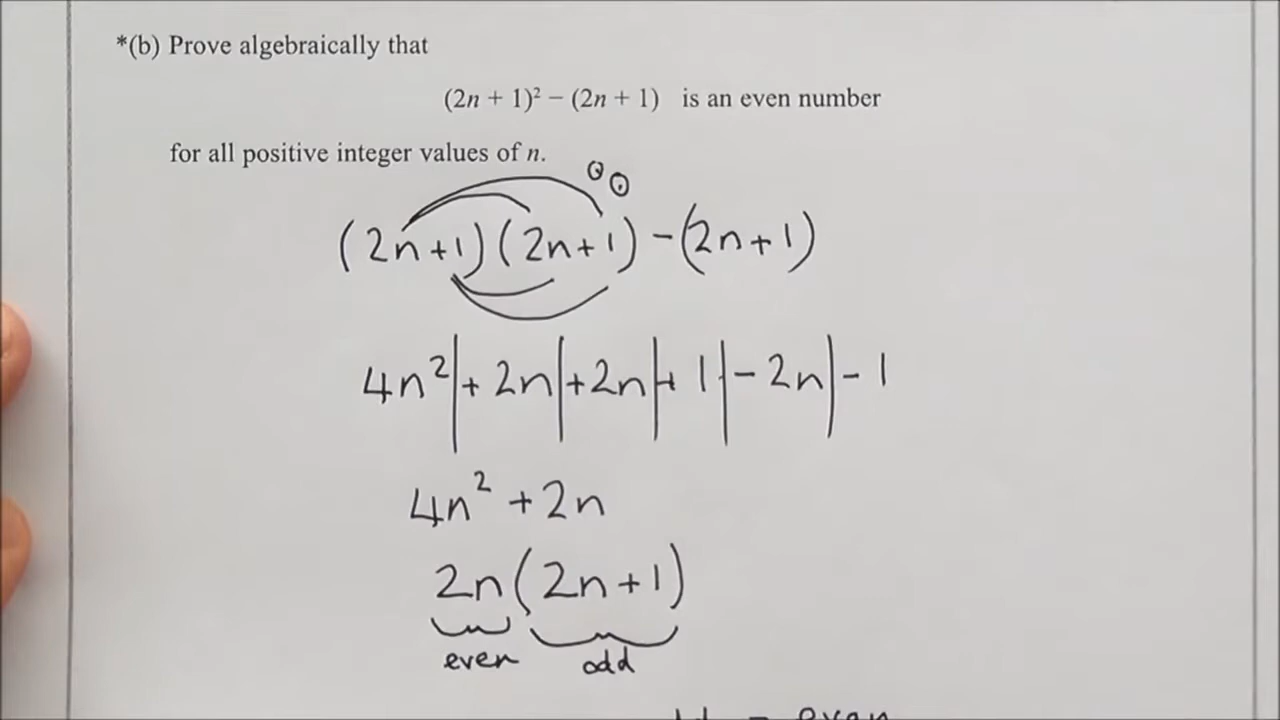 *(b) Prove algebraically that
(2n + 1)² − (2n + 1) is an even number
for all positive integer values of n.
(2n+1)(2n+1)-(2n+1)
4n²|+2n|+2n|+1|-2n|-1
4n² +2n
2n(2n+1)
even odd
= even